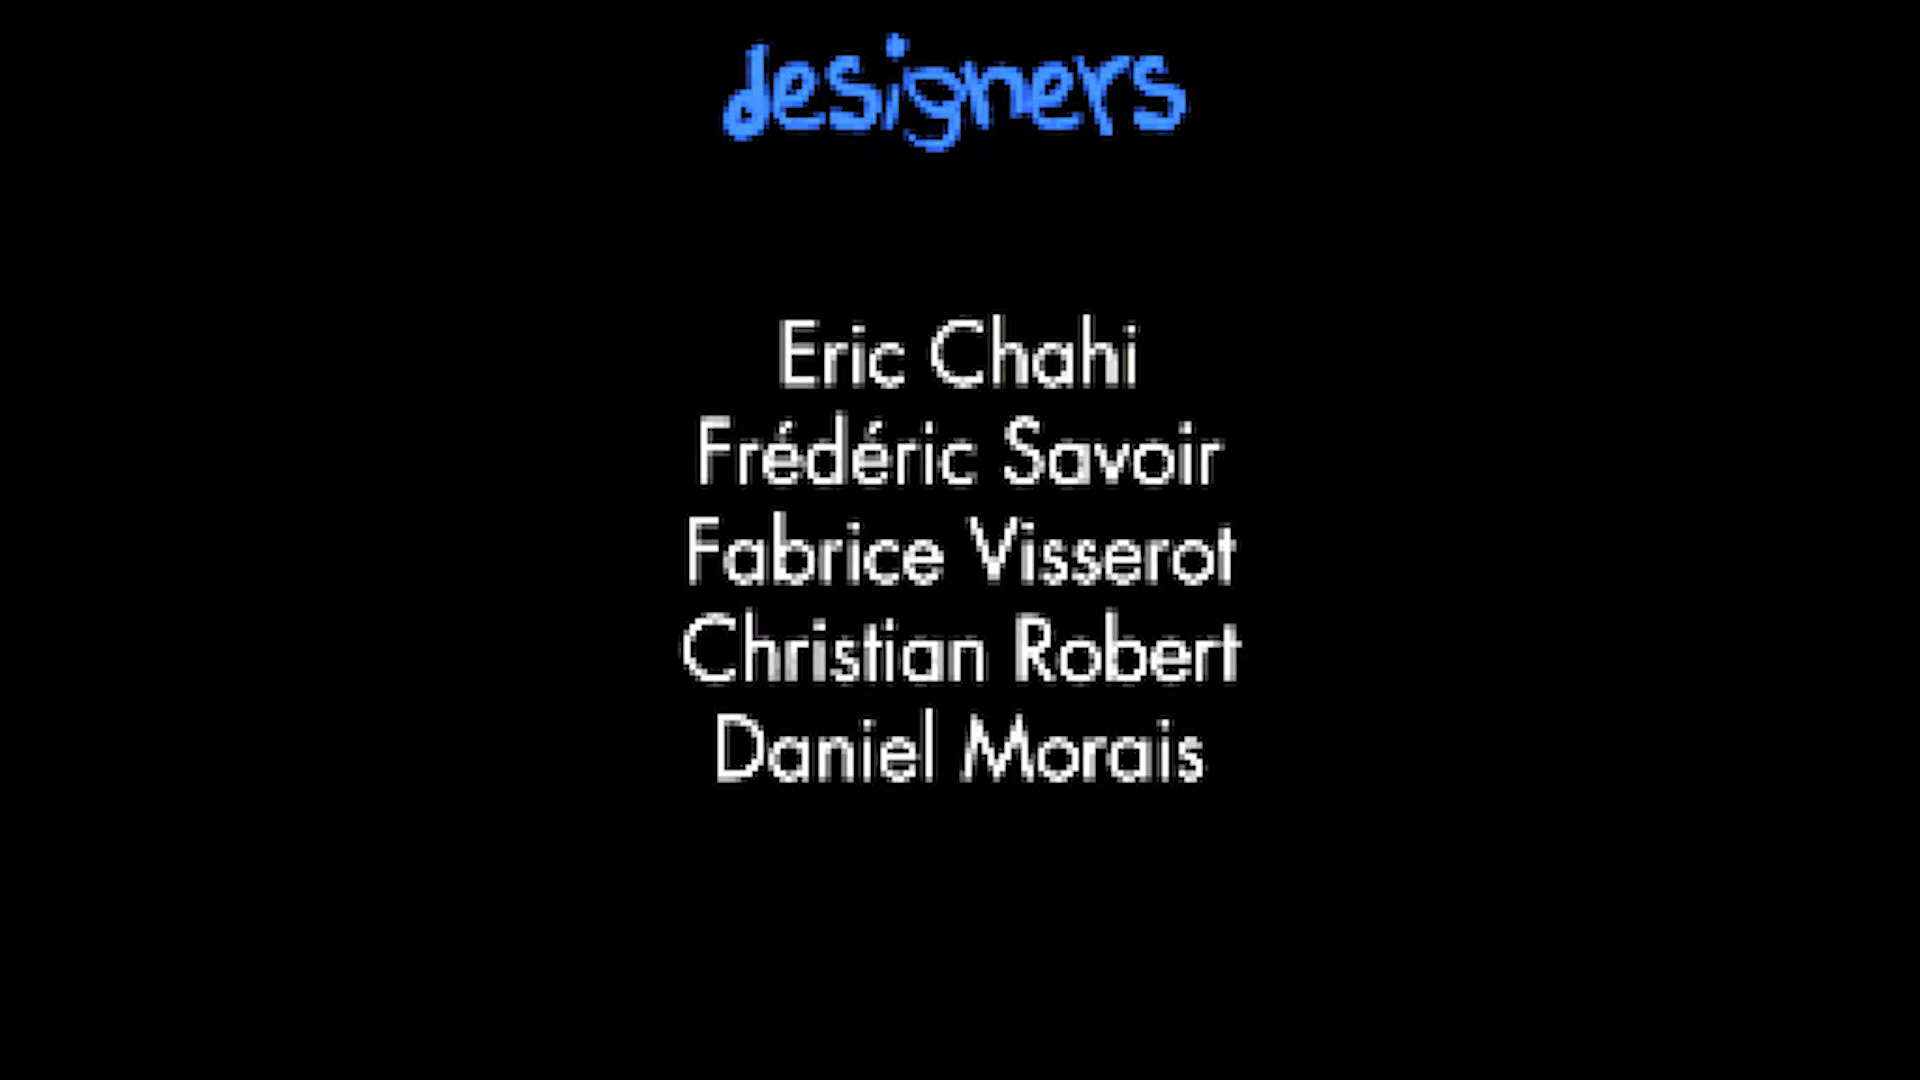 designers
Eric Chahi
Frédéric Savoir
Fabrice Visserot
Christian Robert
Daniel Morais